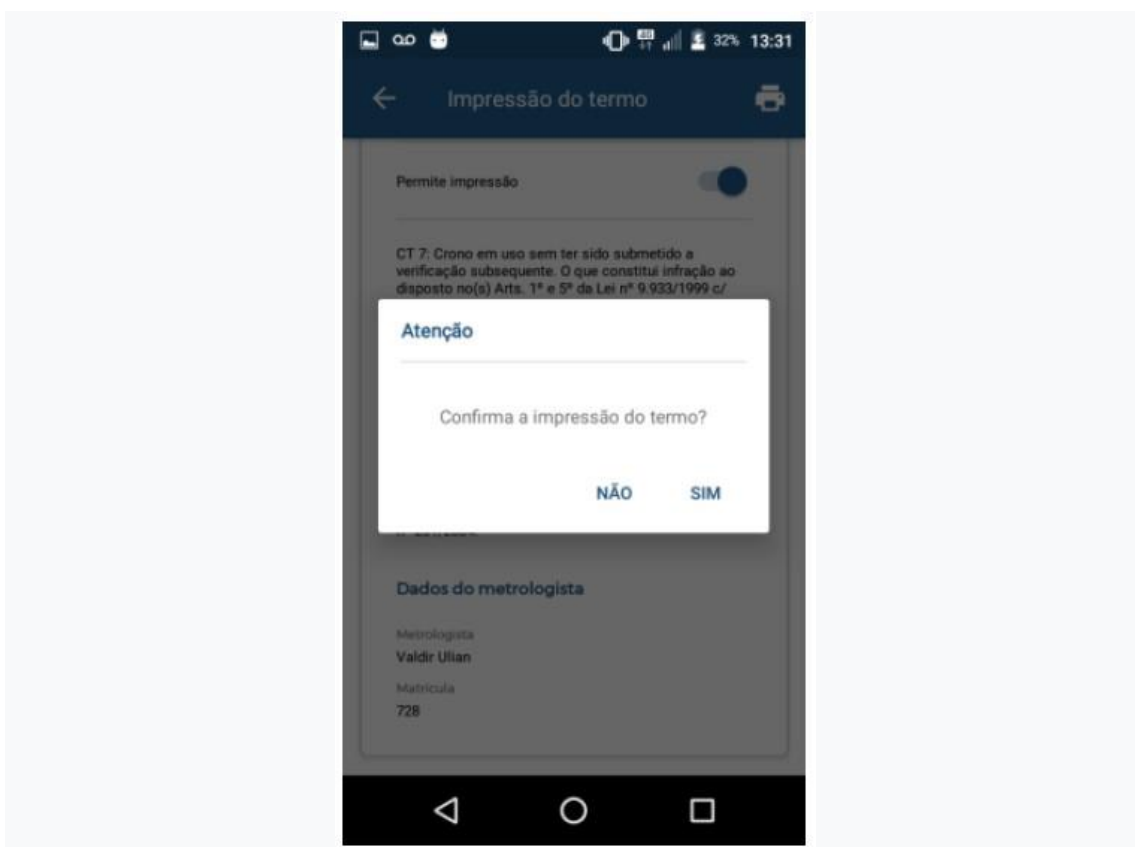 32% 13:31
Impressão do termo
Permite impressão
CT 7: Crono em uso sem ter sido submetido a
verificação subsequente. O que constitui infração ao
disposto no(s) Arts. 1º e 5º da Lei nº 9.933/1999 c/
Atenção
Confirma a impressão do termo?
NÃO SIM
Dados do metrologista
Metrologista
Valdir Ulian
Matrícula
728